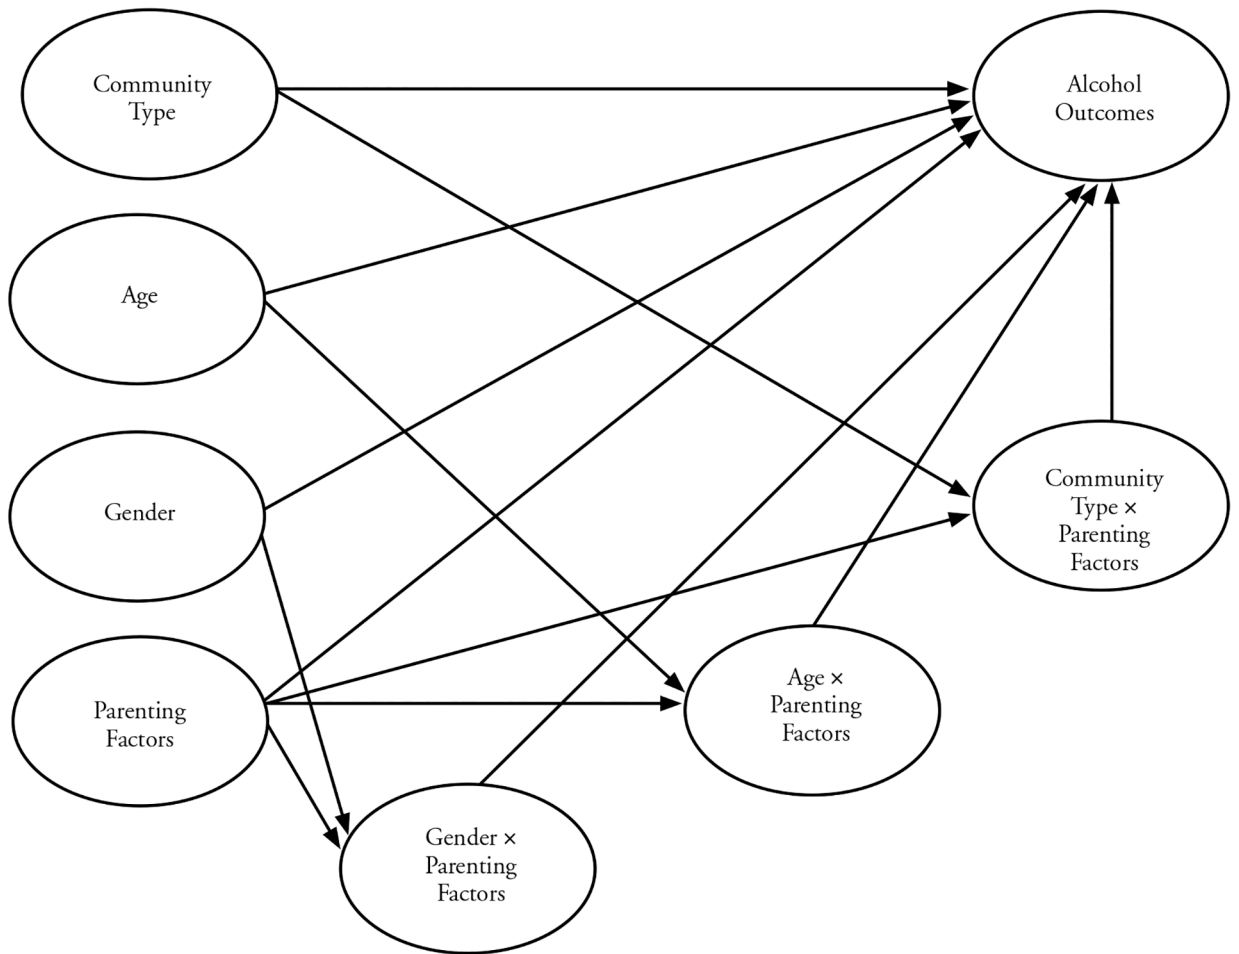 Community
Type
Alcohol
Outcomes
Age
Gender
Community
Type ×
Parenting
Factors
Parenting
Factors
Age ×
Parenting
Factors
Gender ×
Parenting
Factors